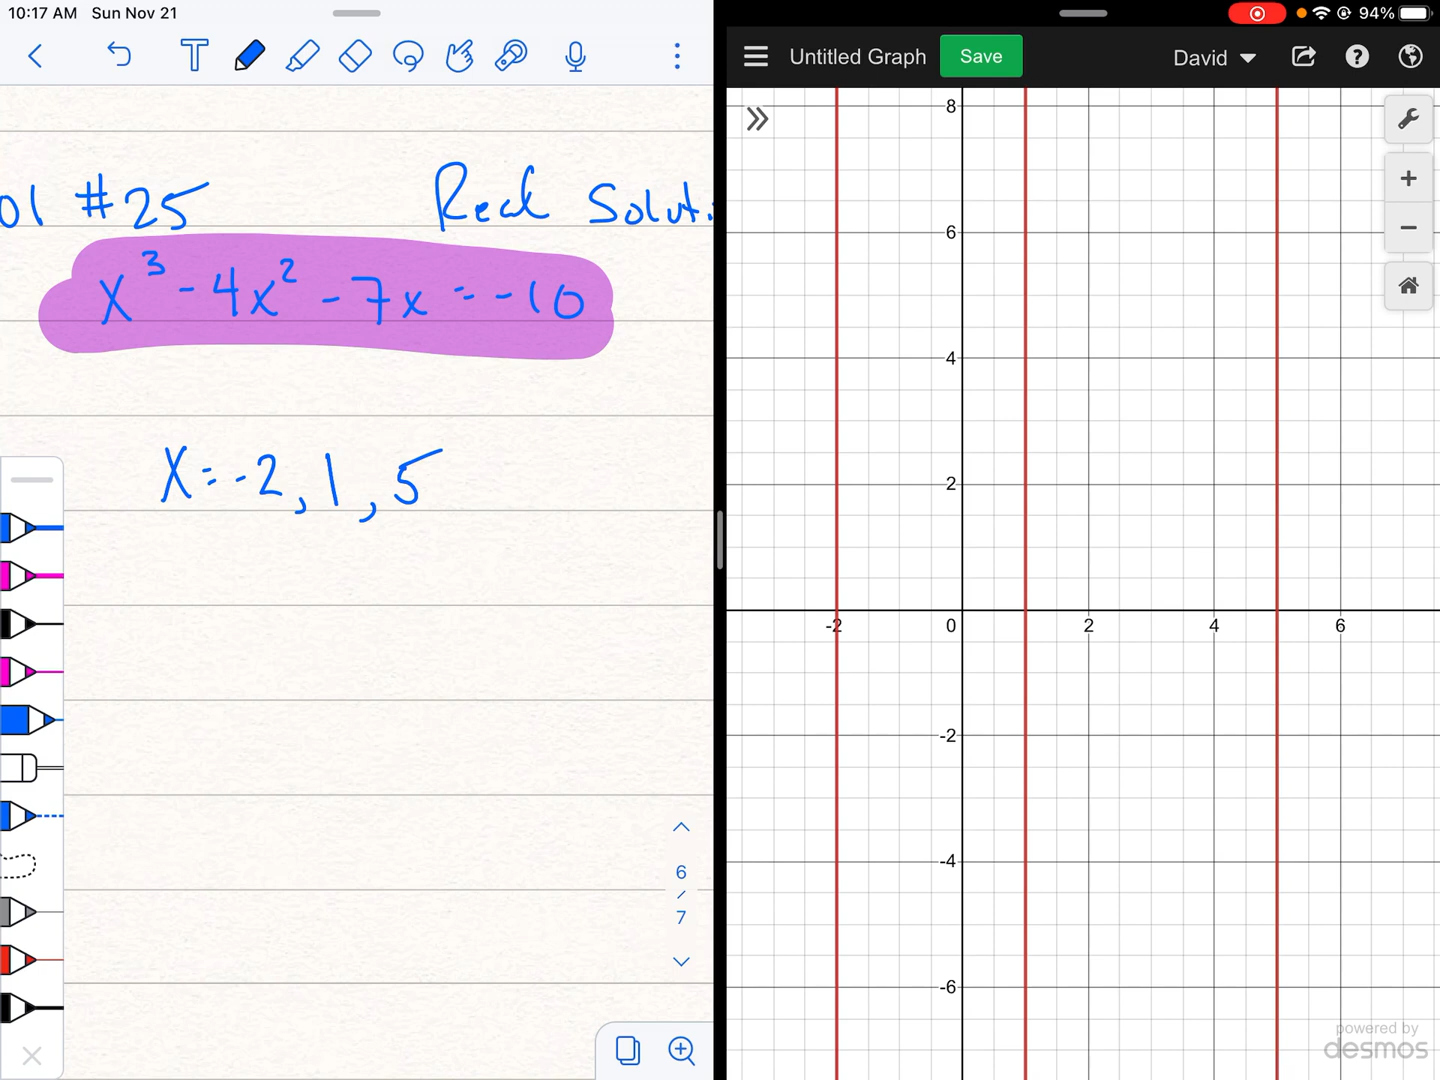 10:17 AM Sun Nov 21
94%
T
Untitled Graph
Save
David
?
#25
Real Solut
x³ - 4x² - 7x = -10
X = -2, 1, 5
6
/
7
8
6
4
2
-2 0 2 4 6
-2
-4
-6
+
−
powered by
desmos